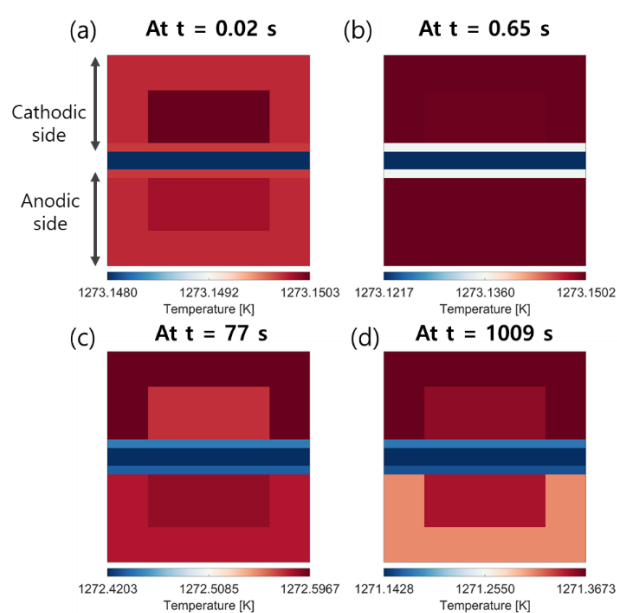 (a) At t = 0.02 s
(b) At t = 0.65 s
Cathodic
side
Anodic
side
1273.1480 1273.1492 1273.1503
Temperature [K]
1273.1217 1273.1360 1273.1502
Temperature [K]
(c) At t = 77 s
(d) At t = 1009 s
1272.4203 1272.5085 1272.5967
Temperature [K]
1271.1428 1271.2550 1271.3673
Temperature [K]